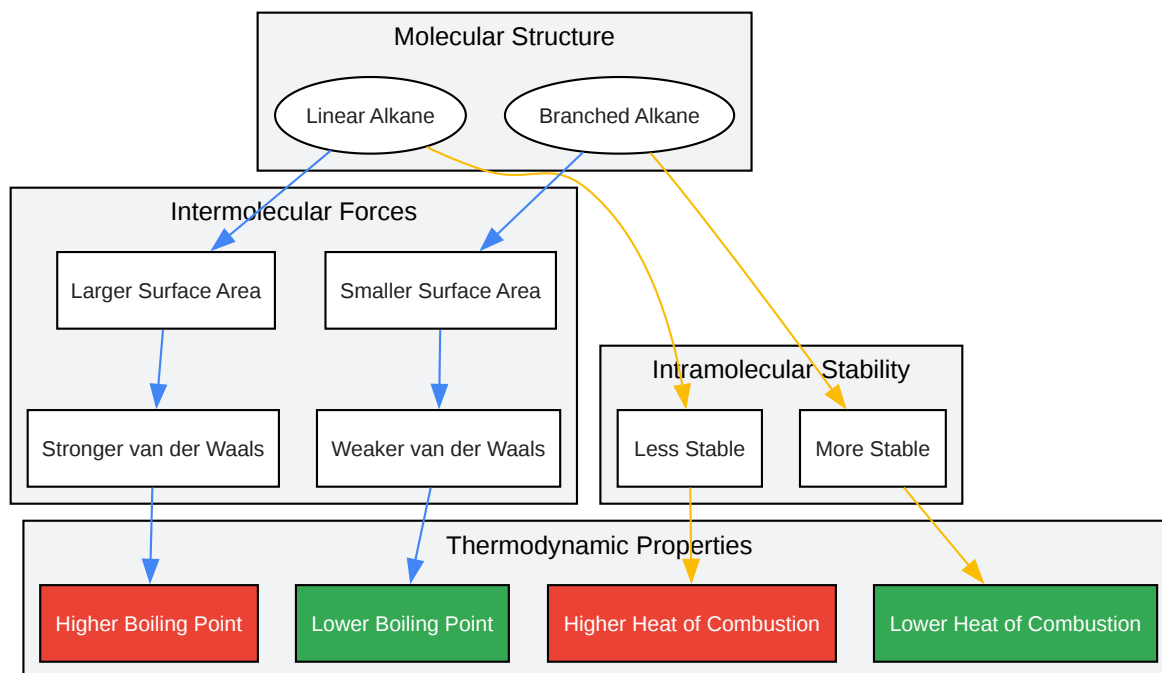 Molecular Structure
Linear Alkane
Branched Alkane
Intermolecular Forces
Larger Surface Area
Smaller Surface Area
Intramolecular Stability
Stronger van der Waals
Weaker van der Waals
Less Stable
More Stable
Thermodynamic Properties
Higher Boiling Point
Lower Boiling Point
Higher Heat of Combustion
Lower Heat of Combustion